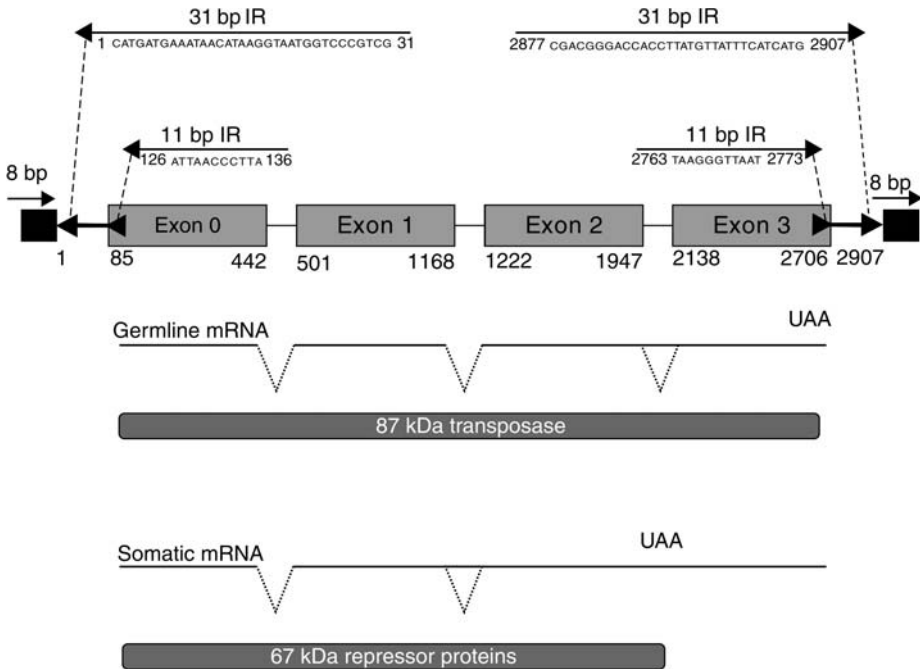 31 bp IR
31 bp IR
1 CATGATGAAATAACATAAGGTAATGGTCCCGTCG 31
2877 CGACGGGACCACCTTATGTTATTTCATCATG 2907
11 bp IR
11 bp IR
126 ATTAACCCTTA 136
2763 TAAGGGTTAAT 2773
8 bp
8 bp
Exon 0
Exon 1
Exon 2
Exon 3
1
85
442
501
1168
1222
1947
2138
2706
2907
UAA
Germline mRNA
87 kDa transposase
UAA
Somatic mRNA
67 kDa repressor proteins